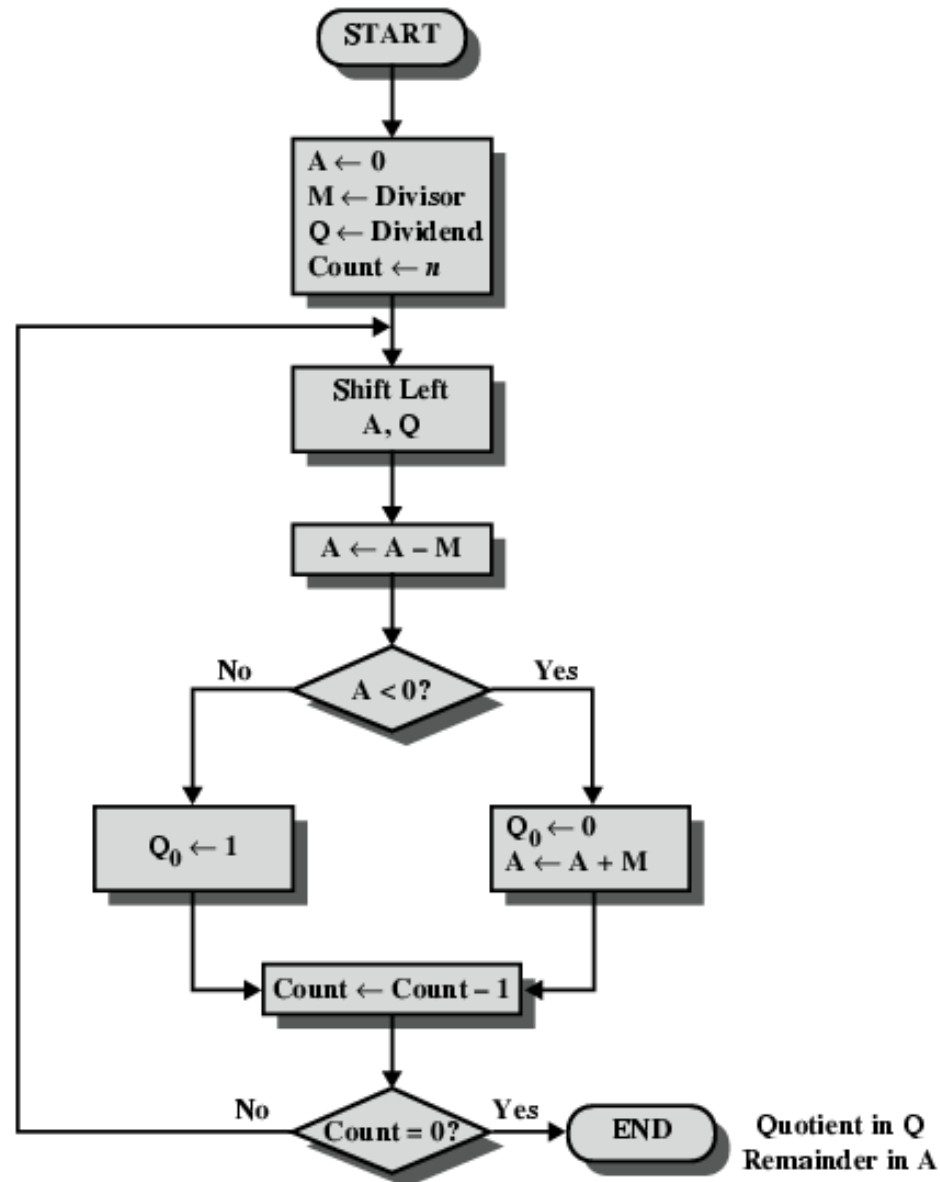 START
A ← 0
M ← Divisor
Q ← Dividend
Count ← n
Shift Left
A, Q
A ← A – M
No
A < 0?
Yes
Q₀ ← 1
Q₀ ← 0
A ← A + M
Count ← Count – 1
No
Count = 0?
Yes
END
Quotient in Q
Remainder in A